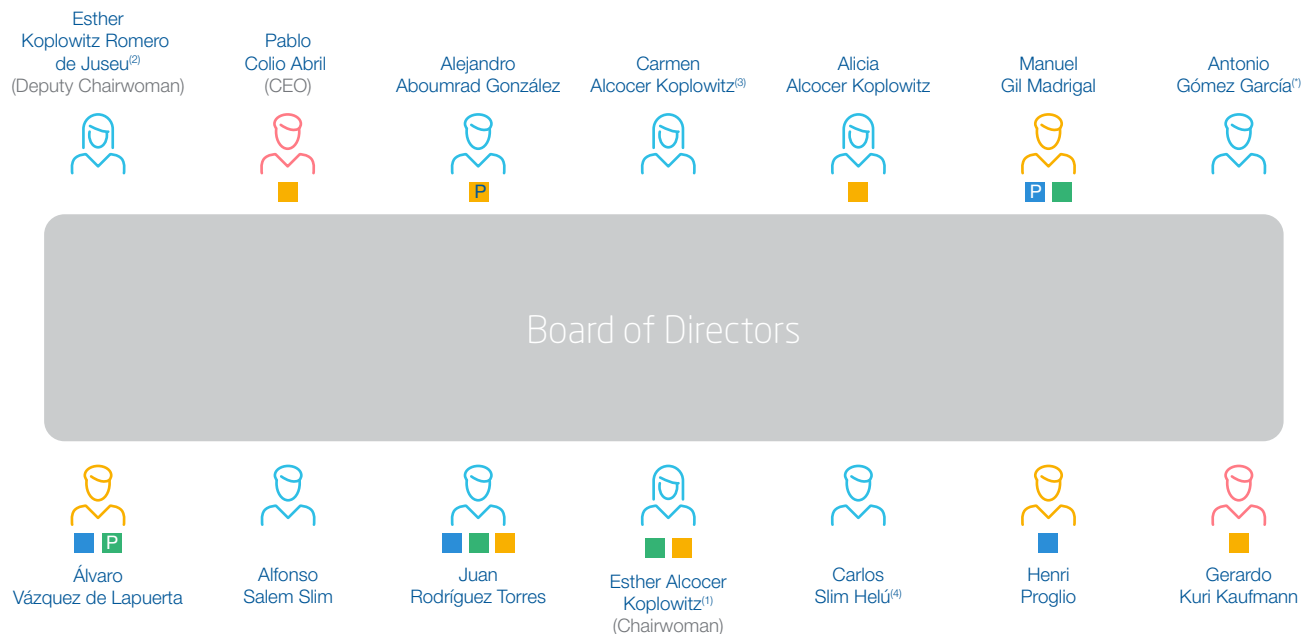 Esther
Koplowitz Romero
de Juseu(2)
(Deputy Chairwoman)
Pablo
Colio Abril
(CEO)
Alejandro
Aboumrad González
Carmen
Alcocer Koplowitz(3)
Alicia
Alcocer Koplowitz
Manuel
Gil Madrigal
Antonio
Gómez García(*)
P
P
Board of Directors
P
Álvaro
Vázquez de Lapuerta
Alfonso
Salem Slim
Juan
Rodríguez Torres
Esther Alcocer
Koplowitz(1)
(Chairwoman)
Carlos
Slim Helú(4)
Henri
Proglio
Gerardo
Kuri Kaufmann